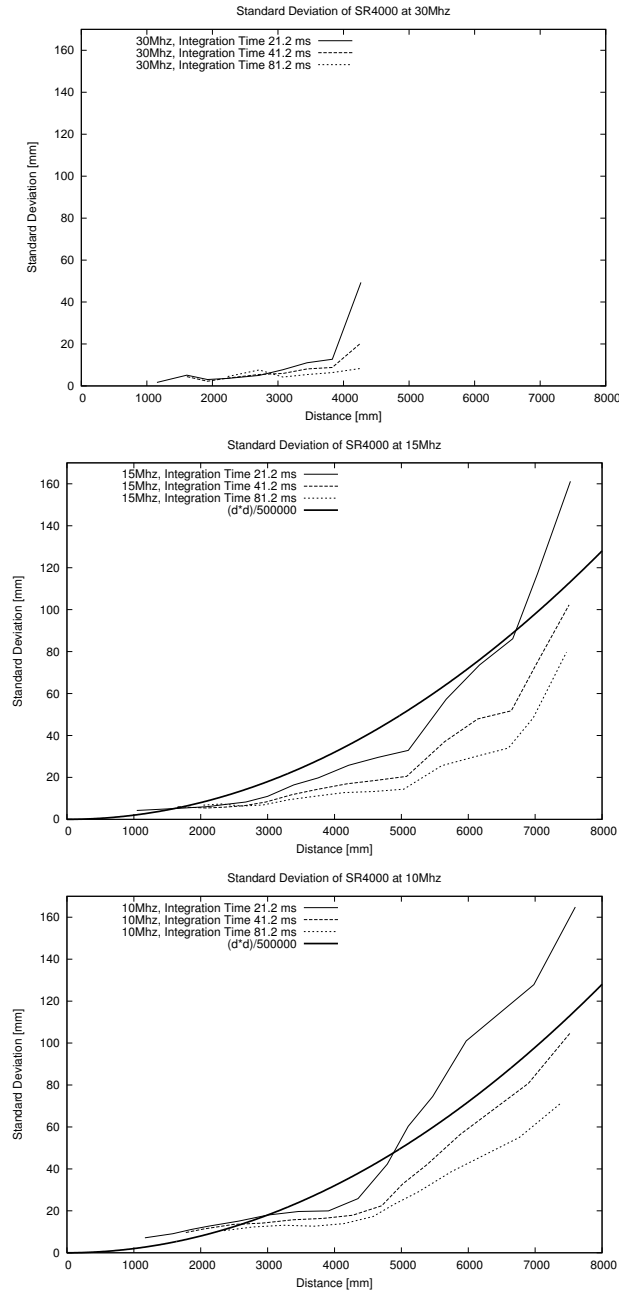 Standard Deviation of SR4000 at 30Mhz
160
140
120
100
80
60
40
20
0
Standard Deviation [mm]
30Mhz, Integration Time 21.2 ms
30Mhz, Integration Time 41.2 ms
30Mhz, Integration Time 81.2 ms
0 1000 2000 3000 4000 5000 6000 7000 8000
Distance [mm]
Standard Deviation of SR4000 at 15Mhz
160
140
120
100
80
60
40
20
0
Standard Deviation [mm]
15Mhz, Integration Time 21.2 ms
15Mhz, Integration Time 41.2 ms
15Mhz, Integration Time 81.2 ms
(d*d)/500000
0 1000 2000 3000 4000 5000 6000 7000 8000
Distance [mm]
Standard Deviation of SR4000 at 10Mhz
160
140
120
100
80
60
40
20
0
Standard Deviation [mm]
10Mhz, Integration Time 21.2 ms
10Mhz, Integration Time 41.2 ms
10Mhz, Integration Time 81.2 ms
(d*d)/500000
0 1000 2000 3000 4000 5000 6000 7000 8000
Distance [mm]